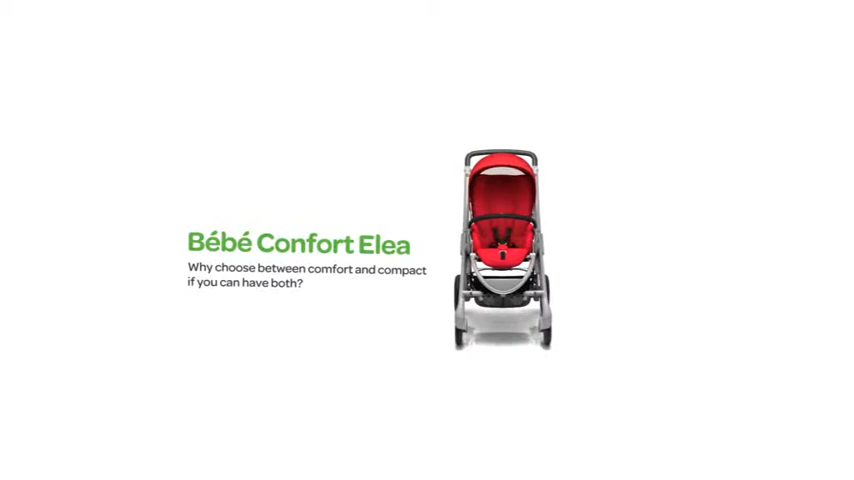 Bébé Confort Elea
Why choose between comfort and compact
if you can have both?